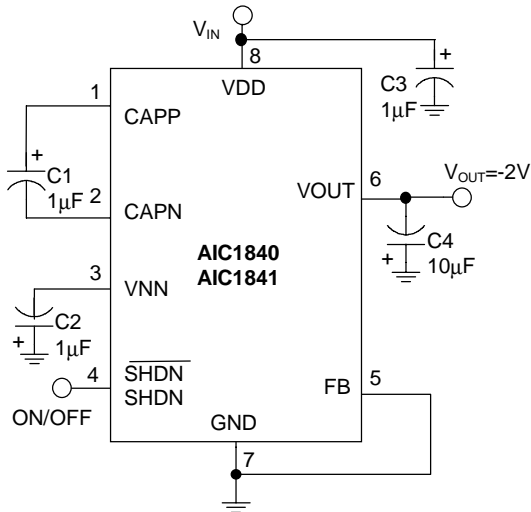 V_IN
8
VDD
C3
1µF
+
1
CAPP
+
C1
1µF
2
CAPN
VOUT
6
V_OUT=-2V
AIC1840
AIC1841
+
C4
10µF
3
VNN
C2
+
1µF
4
SHDN
SHDN
FB
5
ON/OFF
GND
7